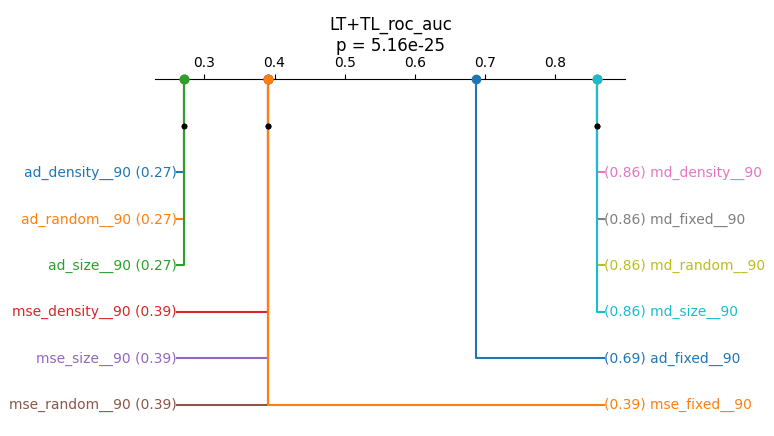 LT+TL_roc_auc
p = 5.16e-25
0.3 0.4 0.5 0.6 0.7 0.8
ad_density__90 (0.27) (0.86) md_density__90
ad_random__90 (0.27) (0.86) md_fixed__90
ad_size__90 (0.27) (0.86) md_random__90
mse_density__90 (0.39) (0.86) md_size__90
mse_size__90 (0.39) (0.69) ad_fixed__90
mse_random__90 (0.39) (0.39) mse_fixed__90